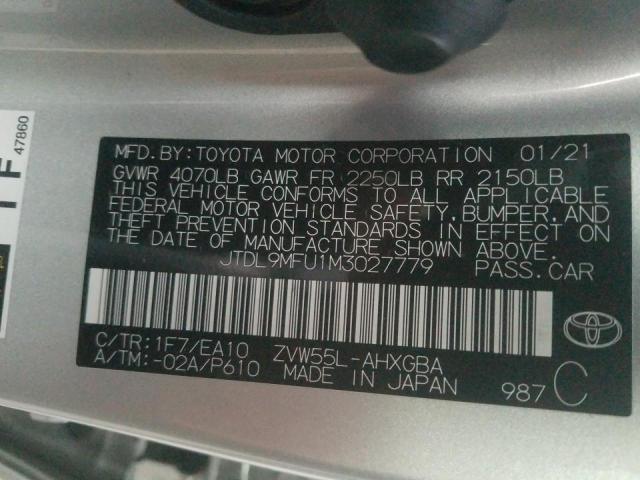 MFD. BY: TOYOTA MOTOR CORPORATION 01/21
GVWR 4070LB GAWR FR 2250LB RR 2150LB
THIS VEHICLE CONFORMS TO ALL APPLICABLE
FEDERAL MOTOR VEHICLE SAFETY, BUMPER, AND
THEFT PREVENTION STANDARDS IN EFFECT ON
THE DATE OF MANUFACTURE SHOWN ABOVE.
JTDL9MFU1M3027779 PASS. CAR
C/TR: 1F7/EA10 ZVW55L-AHXGBA
A/TM: -02A/P610 MADE IN JAPAN 987 C
47860